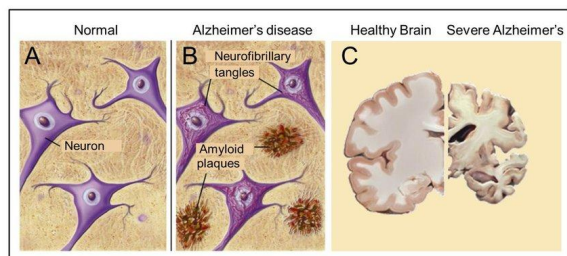 Normal
Alzheimer's disease
Healthy Brain
Severe Alzheimer's
A
Neuron
B
Neurofibrillary
tangles
Amyloid
plaques
C